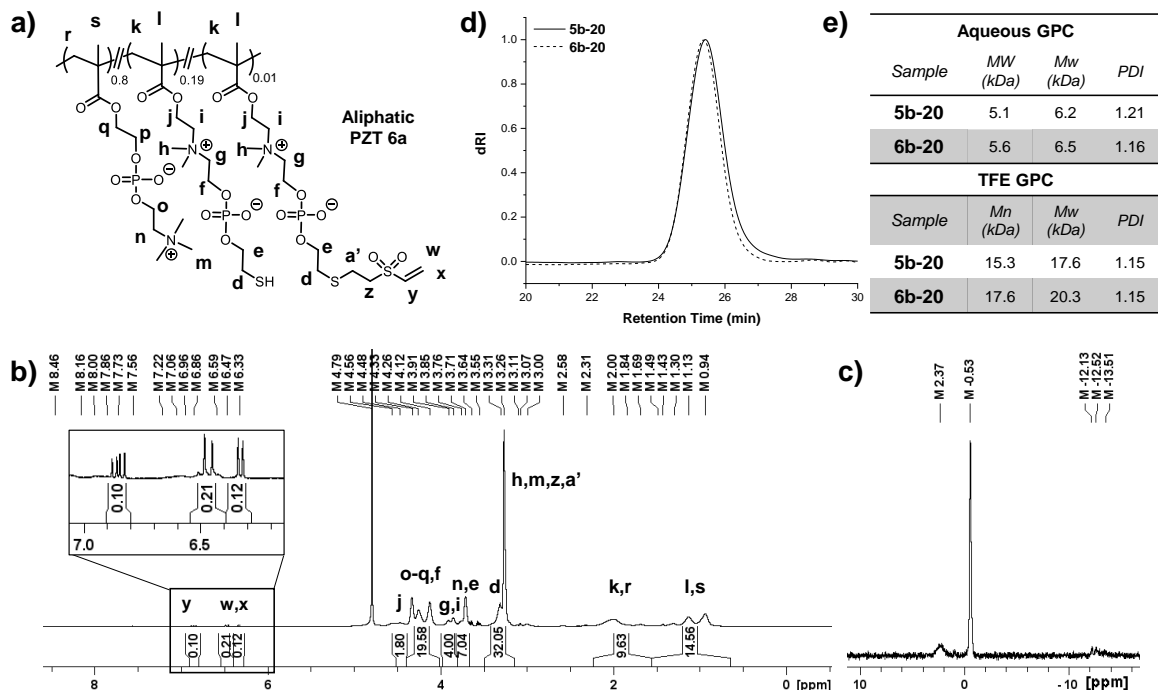 a)
s
k
l
k
l
r
0.8
0.19
0.01
O
O
O
O
O
O
q
p
j
i
j
i
h
N
⊕
g
h
N
⊕
g
Aliphatic
PZT 6a
O
f
O
f
O
O=P–O
⊖
O=P–O
⊖
O=P–O
⊖
O
o
O
O
n
N
⊕
m
e
e
d
SH
d
S
a'
z
O
O
S
w
x
y
d)
5b-20
6b-20
dRI
1.0
0.8
0.6
0.4
0.2
0.0
20 22 24 26 28 30
Retention Time (min)
e)
Aqueous GPC
Sample MW (kDa) Mw (kDa) PDI
5b-20 5.1 6.2 1.21
6b-20 5.6 6.5 1.16
TFE GPC
Sample Mn (kDa) Mw (kDa) PDI
5b-20 15.3 17.6 1.15
6b-20 17.6 20.3 1.15
b)
M 8.46
M 8.16
M 8.00
M 7.86
M 7.73
M 7.56
M 7.22
M 7.06
M 6.96
M 6.86
M 6.59
M 6.47
M 6.33
M 4.79
M 4.56
M 4.48
M 4.33
M 4.26
M 4.12
M 3.91
M 3.85
M 3.76
M 3.71
M 3.64
M 3.55
M 3.31
M 3.26
M 3.11
M 3.07
M 3.00
M 2.58
M 2.31
M 2.00
M 1.84
M 1.69
M 1.49
M 1.43
M 1.30
M 1.13
M 0.94
0.10
0.21
0.12
7.0 6.5
h,m,z,a'
o-q,f
n,e
j
g,i
d
k,r
l,s
y
w,x
0.10
0.21
0.12
1.80
19.58
4.00
7.04
32.05
9.63
14.56
8 6 4 2 0 [ppm]
c)
M 2.37
M -0.53
M -12.13
M -12.52
M -13.51
10 -10 [ppm]